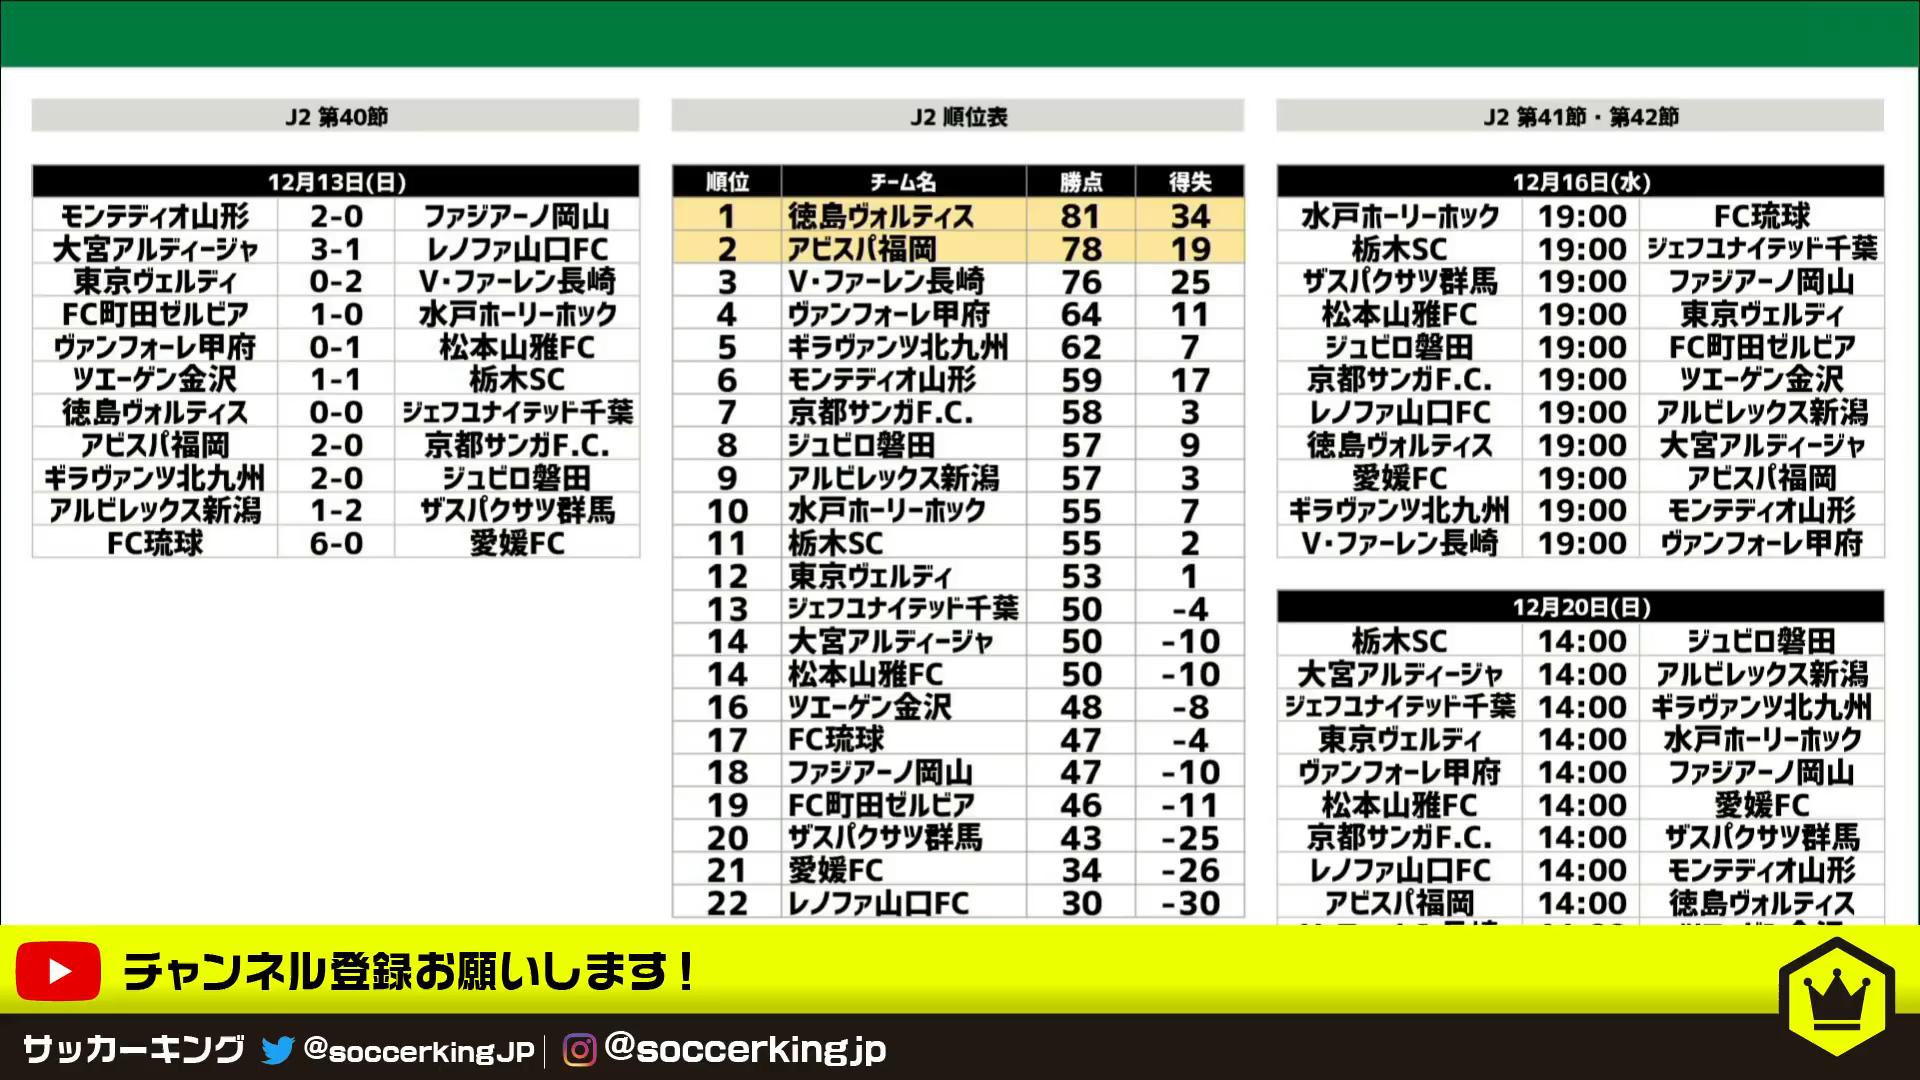 J2 第40節
12月13日(日)
モンテディオ山形 2-0 ファジアーノ岡山
大宮アルディージャ 3-1 レノファ山口FC
東京ヴェルディ 0-2 V・ファーレン長崎
FC町田ゼルビア 1-0 水戸ホーリーホック
ヴァンフォーレ甲府 0-1 松本山雅FC
ツエーゲン金沢 1-1 栃木SC
徳島ヴォルティス 0-0 ジェフユナイテッド千葉
アビスパ福岡 2-0 京都サンガF.C.
ギラヴァンツ北九州 2-0 ジュビロ磐田
アルビレックス新潟 1-2 ザスパクサツ群馬
FC琉球 6-0 愛媛FC
J2 順位表
順位 チーム名 勝点 得失
1 徳島ヴォルティス 81 34
2 アビスパ福岡 78 19
3 V・ファーレン長崎 76 25
4 ヴァンフォーレ甲府 64 11
5 ギラヴァンツ北九州 62 7
6 モンテディオ山形 59 17
7 京都サンガF.C. 58 3
8 ジュビロ磐田 57 9
9 アルビレックス新潟 57 3
10 水戸ホーリーホック 55 7
11 栃木SC 55 2
12 東京ヴェルディ 53 1
13 ジェフユナイテッド千葉 50 -4
14 大宮アルディージャ 50 -10
14 松本山雅FC 50 -10
16 ツエーゲン金沢 48 -8
17 FC琉球 47 -4
18 ファジアーノ岡山 47 -10
19 FC町田ゼルビア 46 -11
20 ザスパクサツ群馬 43 -25
21 愛媛FC 34 -26
22 レノファ山口FC 30 -30
J2 第41節・第42節
12月16日(水)
水戸ホーリーホック 19:00 FC琉球
栃木SC 19:00 ジェフユナイテッド千葉
ザスパクサツ群馬 19:00 ファジアーノ岡山
松本山雅FC 19:00 東京ヴェルディ
ジュビロ磐田 19:00 FC町田ゼルビア
京都サンガF.C. 19:00 ツエーゲン金沢
レノファ山口FC 19:00 アルビレックス新潟
徳島ヴォルティス 19:00 大宮アルディージャ
愛媛FC 19:00 アビスパ福岡
ギラヴァンツ北九州 19:00 モンテディオ山形
V・ファーレン長崎 19:00 ヴァンフォーレ甲府
12月20日(日)
栃木SC 14:00 ジュビロ磐田
大宮アルディージャ 14:00 アルビレックス新潟
ジェフユナイテッド千葉 14:00 ギラヴァンツ北九州
東京ヴェルディ 14:00 水戸ホーリーホック
ヴァンフォーレ甲府 14:00 ファジアーノ岡山
松本山雅FC 14:00 愛媛FC
京都サンガF.C. 14:00 ザスパクサツ群馬
レノファ山口FC 14:00 モンテディオ山形
アビスパ福岡 14:00 徳島ヴォルティス
チャンネル登録お願いします！
サッカーキング @soccerkingJP @soccerkingjp